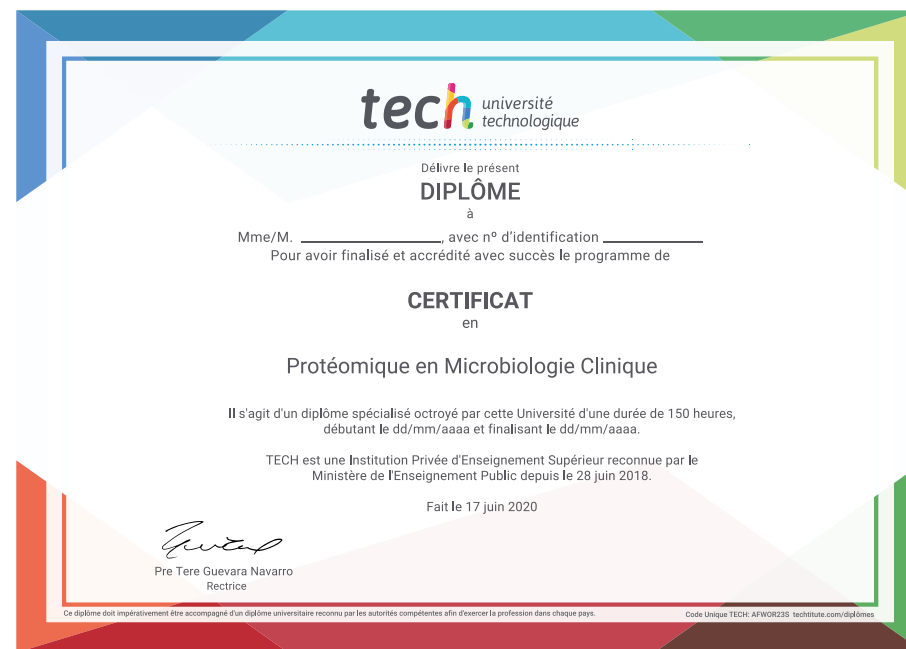 tech université
technologique
Délivre le présent
DIPLÔME
à
Mme/M. ____________________, avec nº d'identification ______________
Pour avoir finalisé et accrédité avec succès le programme de
CERTIFICAT
en
Protéomique en Microbiologie Clinique
Il s'agit d'un diplôme spécialisé octroyé par cette Université d'une durée de 150 heures,
débutant le dd/mm/aaaa et finalisant le dd/mm/aaaa.
TECH est une Institution Privée d'Enseignement Supérieur reconnue par le
Ministère de l'Enseignement Public depuis le 28 juin 2018.
Fait le 17 juin 2020
Pre Tere Guevara Navarro
Rectrice
Ce diplôme doit impérativement être accompagné d'un diplôme universitaire reconnu par les autorités compétentes afin d'exercer la profession dans chaque pays.
Code Unique TECH: AFWOR23S techtitute.com/diplômes